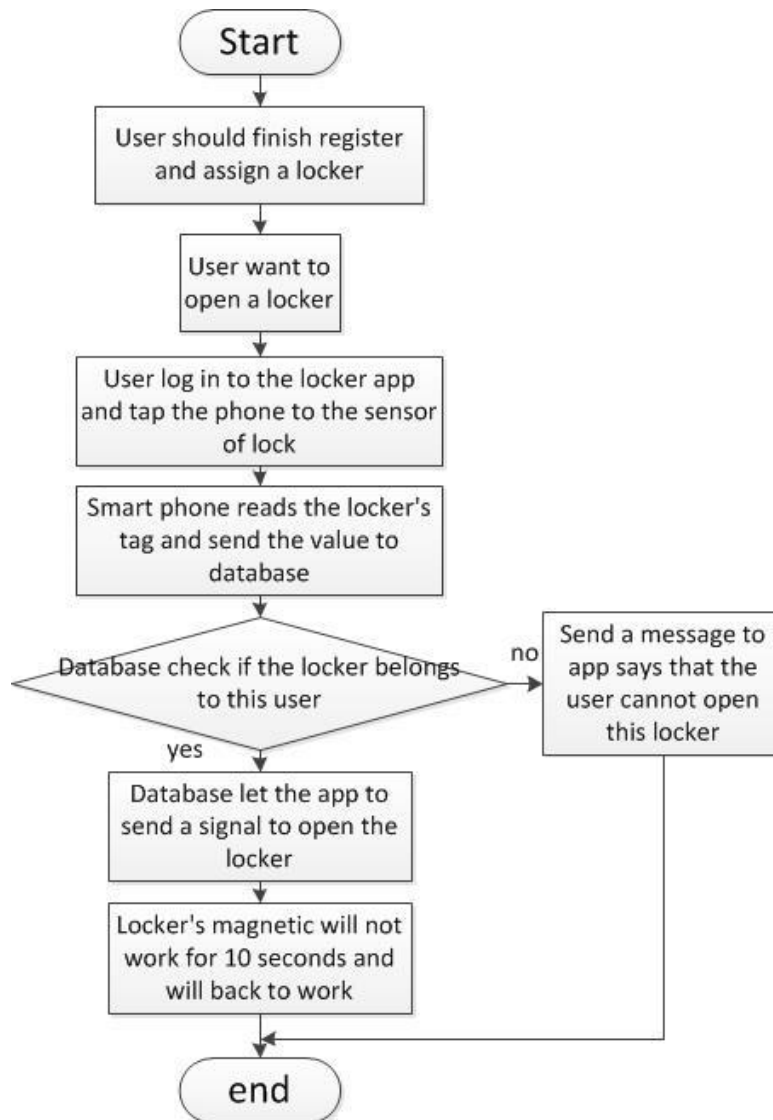 Start
User should finish register
and assign a locker
User want to
open a locker
User log in to the locker app
and tap the phone to the sensor
of lock
Smart phone reads the locker's
tag and send the value to
database
Database check if the locker belongs
to this user
no
Send a message to
app says that the
user cannot open
this locker
yes
Database let the app to
send a signal to open the
locker
Locker's magnetic will not
work for 10 seconds and
will back to work
end